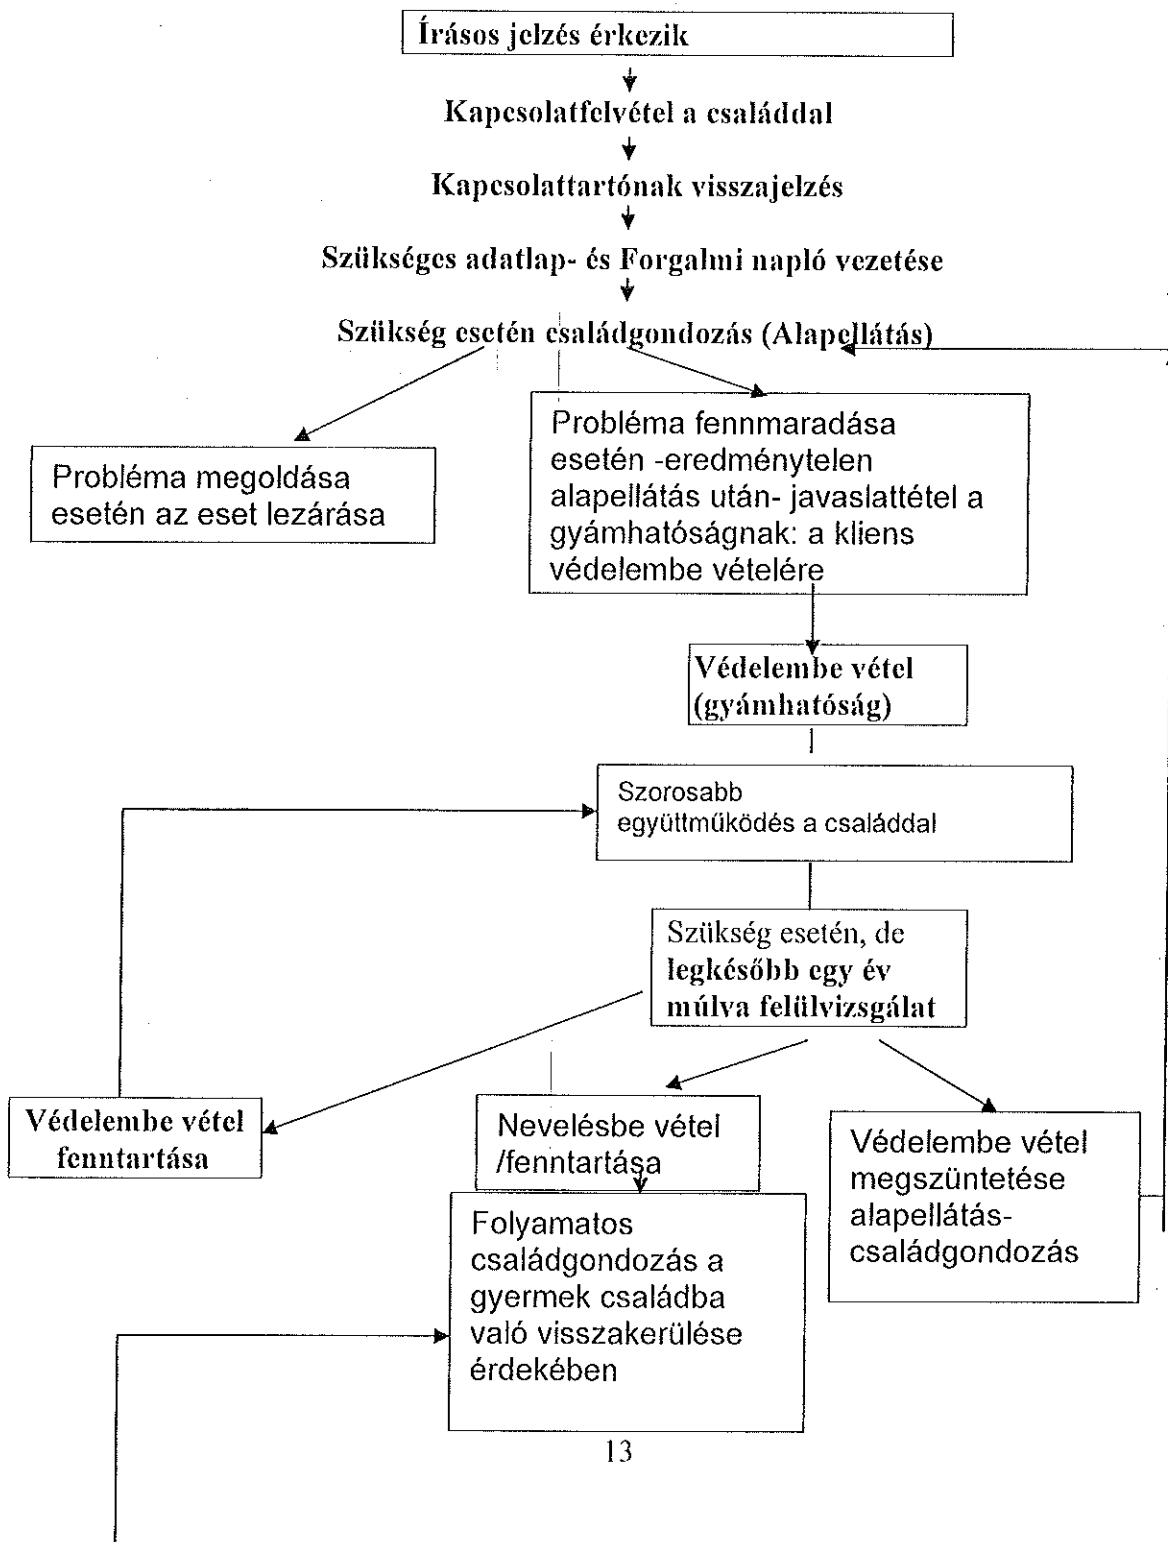 Írásos jelzés érkezik
Kapcsolatfelvétel a családdal
Kapcsolattartónak visszajelzés
Szükséges adatlap- és Forgalmi napló vezetése
Szükség esetén családgondozás (Alapellátás)
Probléma megoldása
esetén az eset lezárása
Probléma fennmaradása
esetén -eredménytelen
alapellátás után- javaslattétel a
gyámhatóságnak: a kliens
védelembe vételére
Védelembe vétel
(gyámhatóság)
Szorosabb
együttműködés a családdal
Szükség esetén, de
legkésőbb egy év
múlva felülvizsgálat
Védelembe vétel
fenntartása
Nevelésbe vétel
/fenntartása
Védelembe vétel
megszüntetése
alapellátás-
családgondozás
Folyamatos
családgondozás a
gyermek családba
való visszakerülése
érdekében
13